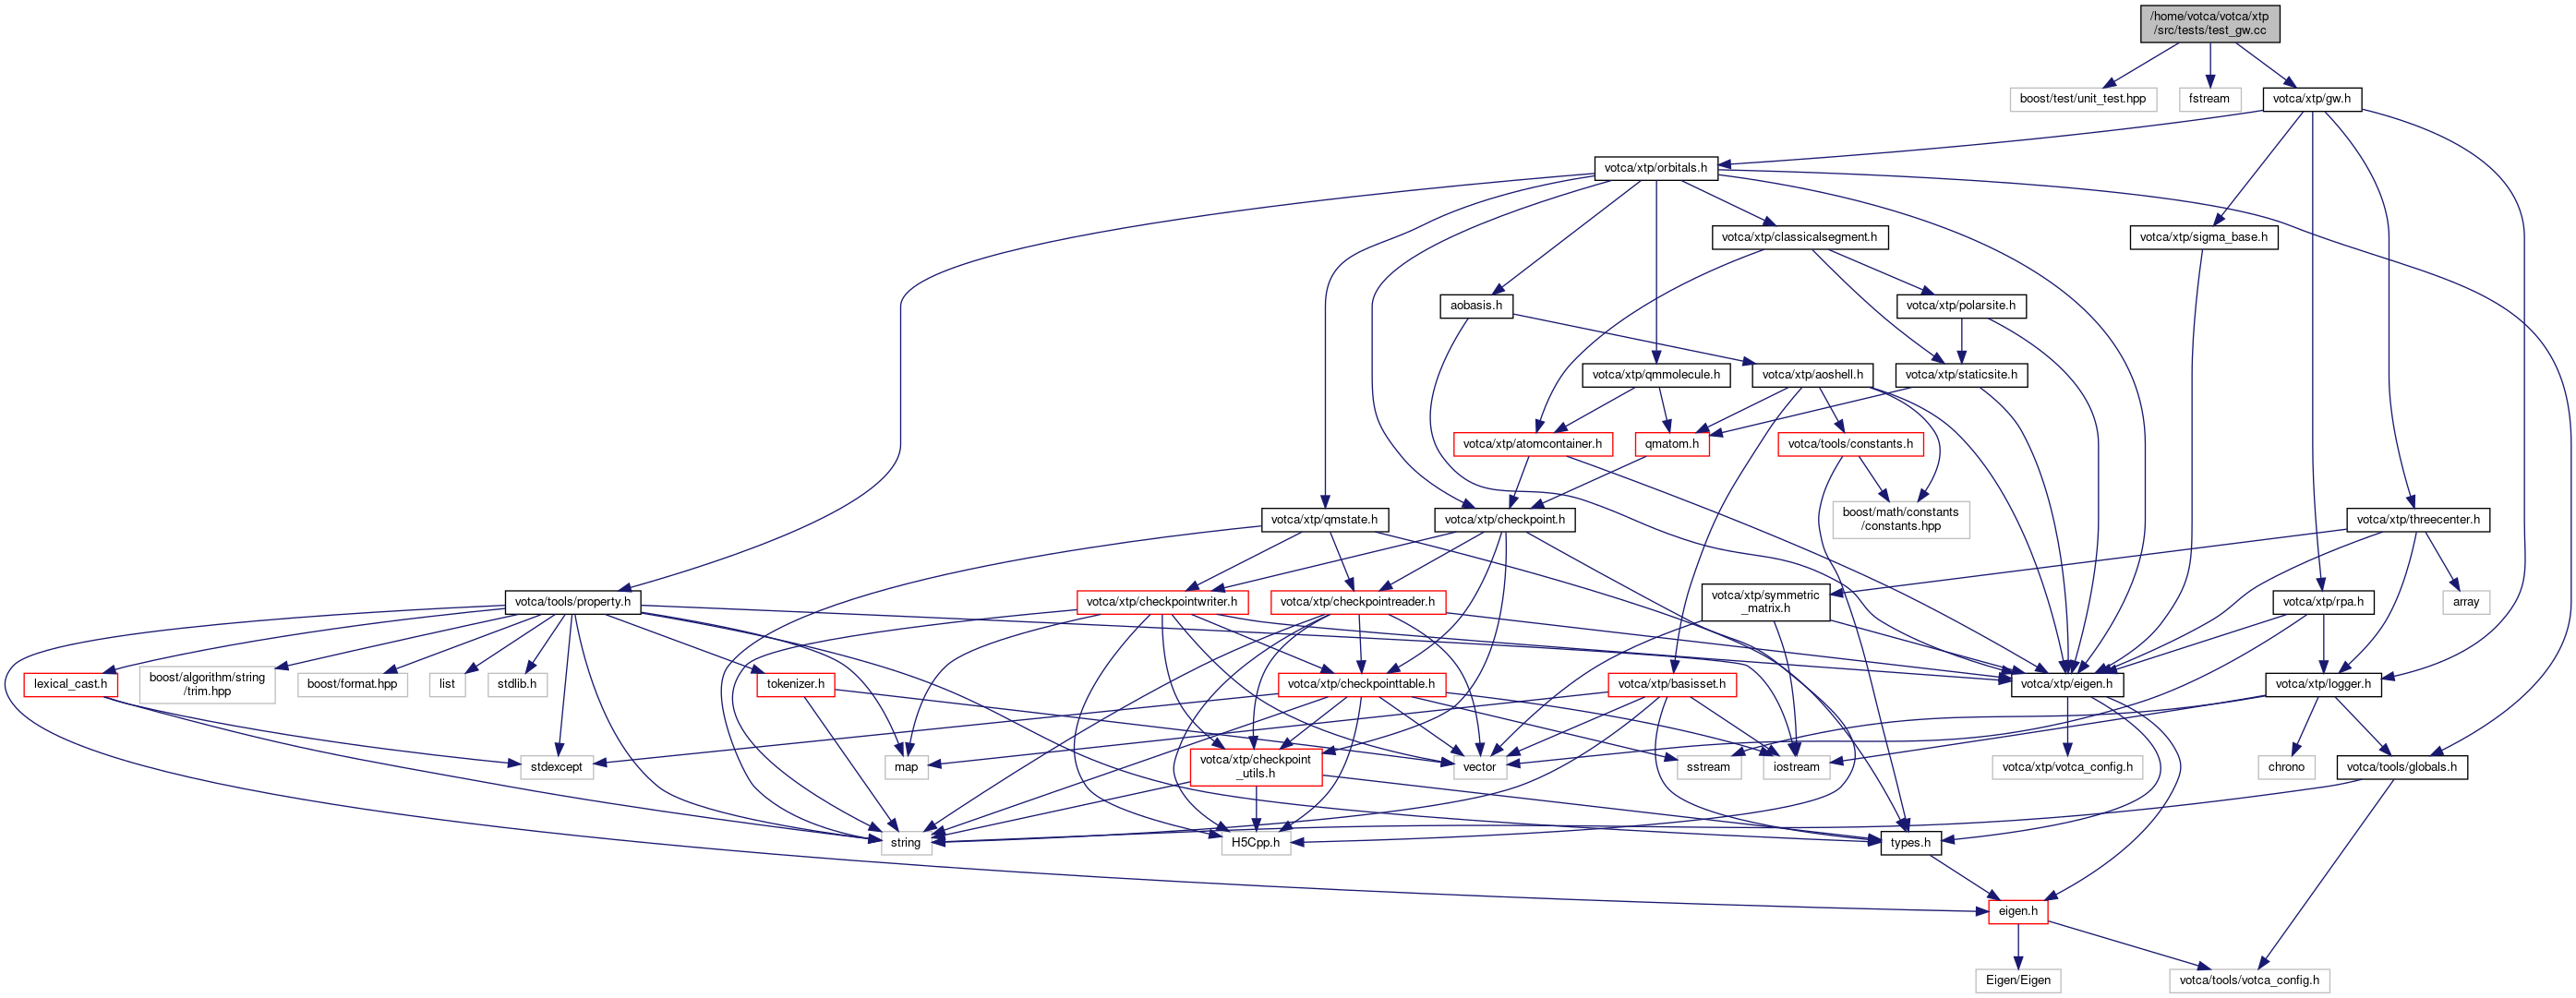 /home/votca/votca/xtp
/src/tests/test_gw.cc
boost/test/unit_test.hpp
fstream
votca/xtp/gw.h
votca/xtp/orbitals.h
votca/xtp/classicalsegment.h
votca/xtp/sigma_base.h
aobasis.h
votca/xtp/polarsite.h
votca/xtp/qmmolecule.h
votca/xtp/aoshell.h
votca/xtp/staticsite.h
votca/xtp/atomcontainer.h
qmatom.h
votca/tools/constants.h
votca/xtp/qmstate.h
votca/xtp/checkpoint.h
boost/math/constants
/constants.hpp
votca/xtp/threecenter.h
votca/tools/property.h
votca/xtp/checkpointwriter.h
votca/xtp/checkpointreader.h
votca/xtp/symmetric
_matrix.h
votca/xtp/rpa.h
array
lexical_cast.h
boost/algorithm/string
/trim.hpp
boost/format.hpp
list
stdlib.h
tokenizer.h
votca/xtp/checkpointtable.h
votca/xtp/basisset.h
votca/xtp/eigen.h
votca/xtp/logger.h
stdexcept
map
votca/xtp/checkpoint
_utils.h
vector
sstream
iostream
votca/xtp/votca_config.h
chrono
votca/tools/globals.h
string
H5Cpp.h
types.h
eigen.h
Eigen/Eigen
votca/tools/votca_config.h